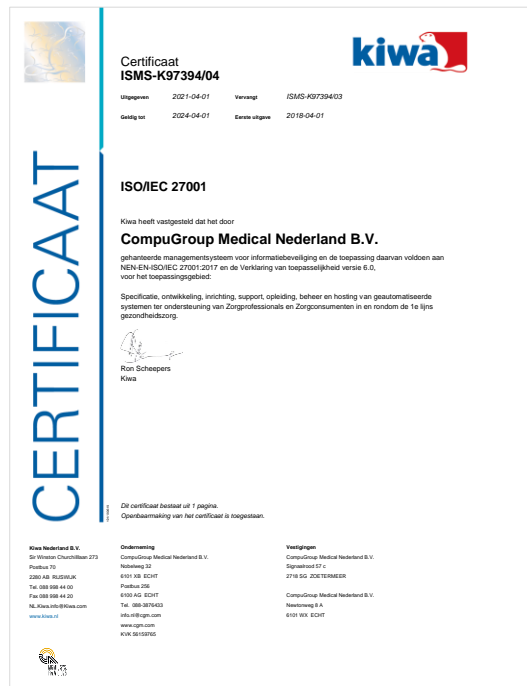 kiwa
Certificaat
ISMS-K97394/04
Uitgegeven 2021-04-01 Vervangt ISMS-K97394/03
Geldig tot 2024-04-01 Eerste uitgave 2018-04-01
CERTIFICAAT
ISO/IEC 27001
Kiwa heeft vastgesteld dat het door
CompuGroup Medical Nederland B.V.
gehanteerde managementsysteem voor informatiebeveiliging en de toepassing daarvan voldoen aan
NEN-EN-ISO/IEC 27001:2017 en de Verklaring van toepasselijkheid versie 6.0,
voor het toepassingsgebied:
Specificatie, ontwikkeling, inrichting, support, opleiding, beheer en hosting van geautomatiseerde
systemen ter ondersteuning van Zorgprofessionals en Zorgconsumenten in en rondom de 1e lijns
gezondheidszorg.
Ron Scheepers
Kiwa
Dit certificaat bestaat uit 1 pagina.
Openbaarmaking van het certificaat is toegestaan.
Kiwa Nederland B.V.
Sir Winston Churchilllaan 273
Postbus 70
2280 AB RIJSWIJK
Tel. 088 998 44 00
Fax 088 998 44 20
NL.Kiwa.info@Kiwa.com
www.kiwa.nl
Onderneming
CompuGroup Medical Nederland B.V.
Nobelweg 32
6101 XB ECHT
Postbus 256
6100 AG ECHT
Tel. 088-3876433
info.nl@cgm.com
www.cgm.com
KVK 56159765
Vestigingen
CompuGroup Medical Nederland B.V.
Signaalrood 57 c
2718 SG ZOETERMEER
CompuGroup Medical Nederland B.V.
Newtonweg 8 A
6101 WX ECHT